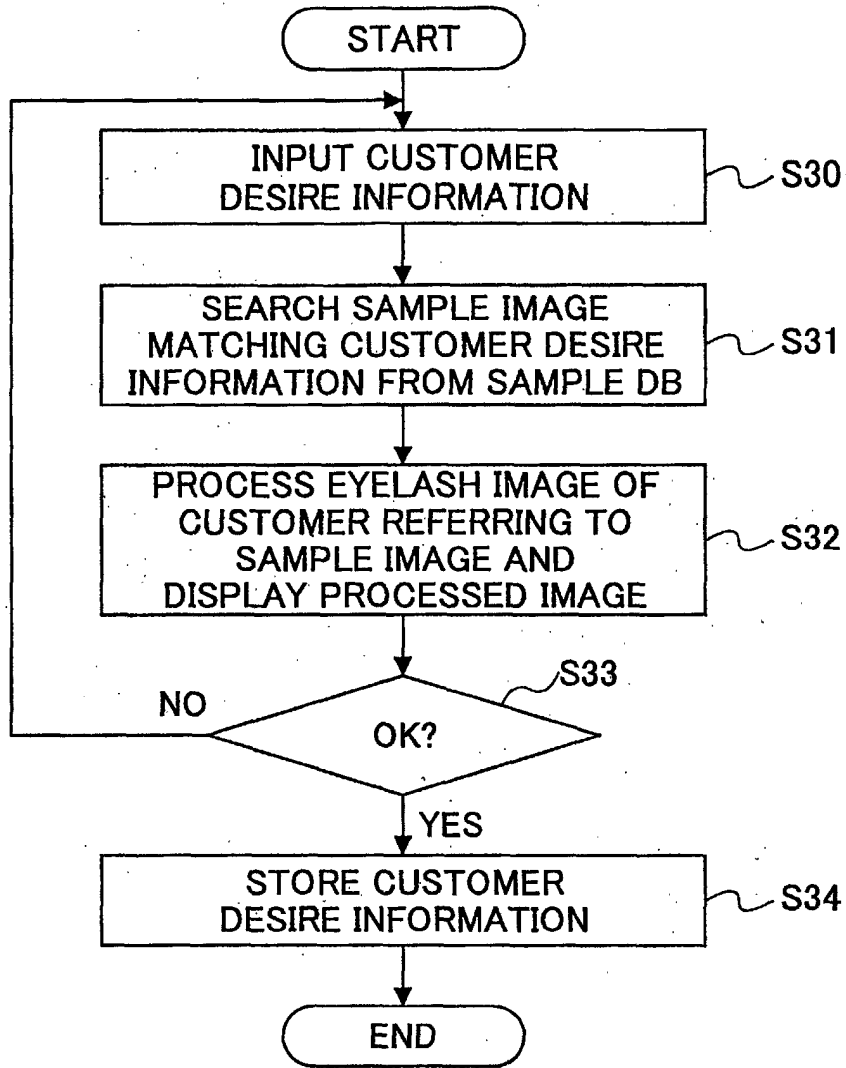 START
INPUT CUSTOMER
DESIRE INFORMATION
S30
SEARCH SAMPLE IMAGE
MATCHING CUSTOMER DESIRE
INFORMATION FROM SAMPLE DB
S31
PROCESS EYELASH IMAGE OF
CUSTOMER REFERRING TO
SAMPLE IMAGE AND
DISPLAY PROCESSED IMAGE
S32
S33
NO
OK?
YES
STORE CUSTOMER
DESIRE INFORMATION
S34
END